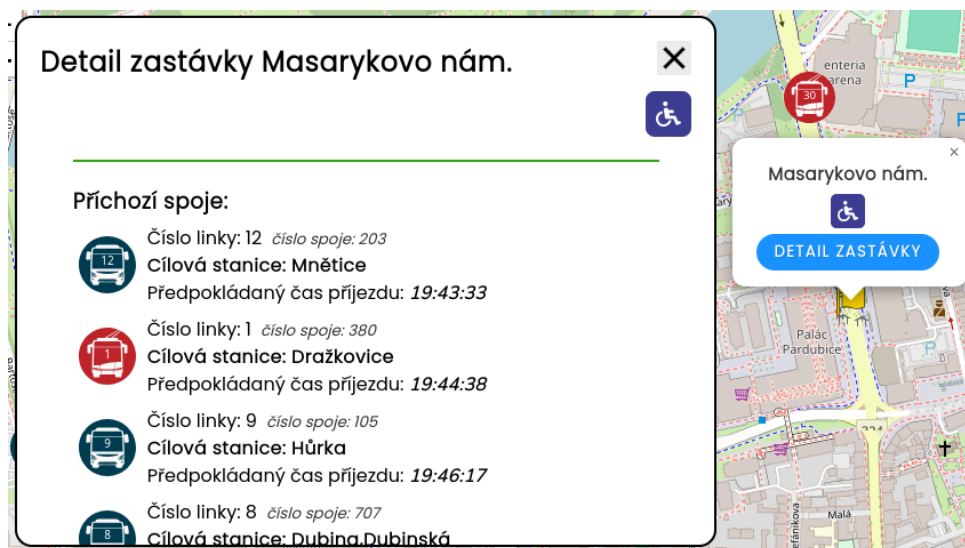 Detail zastávky Masarykovo nám.
Příchozí spoje:
12
Číslo linky: 12 číslo spoje: 203
Cílová stanice: Mnětice
Předpokládaný čas příjezdu: 19:43:33
1
Číslo linky: 1 číslo spoje: 380
Cílová stanice: Dražkovice
Předpokládaný čas příjezdu: 19:44:38
9
Číslo linky: 9 číslo spoje: 105
Cílová stanice: Hůrka
Předpokládaný čas příjezdu: 19:46:17
8
Číslo linky: 8 číslo spoje: 707
Cílová stanice: Dubina,Dubinská
enteria
arena
P
30
P
Masarykovo nám.
DETAIL ZASTÁVKY
Palác
Pardubice
P
324
Malá